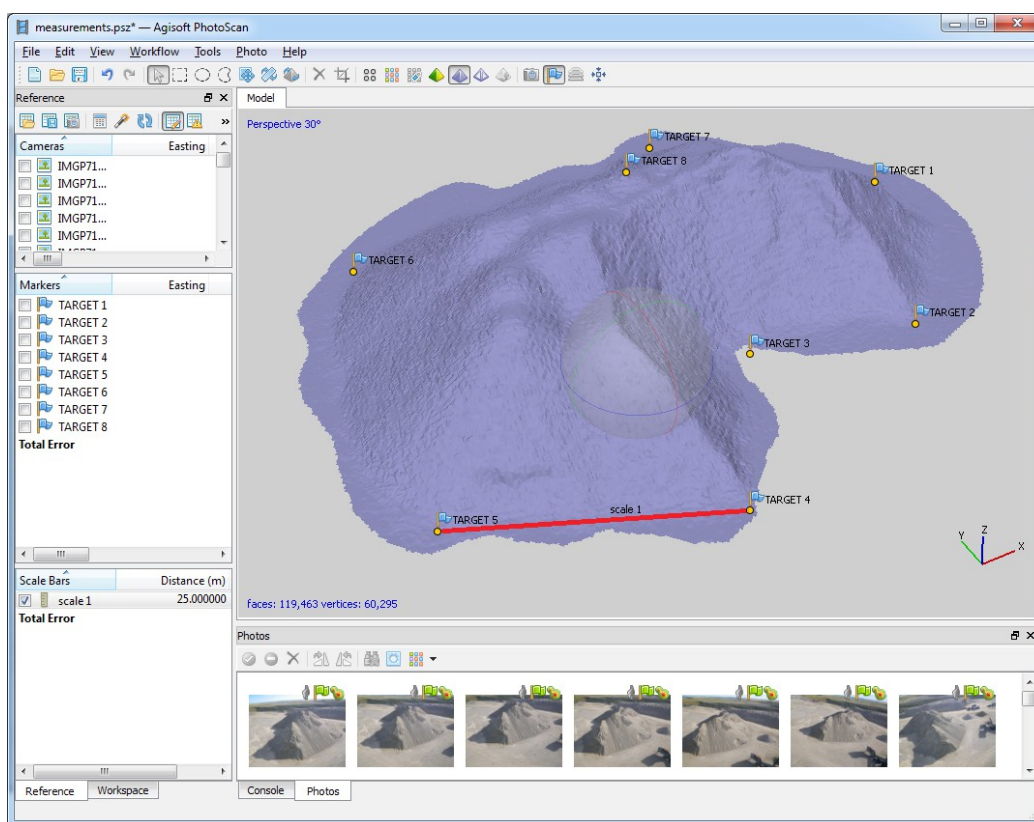 measurements.psz* — Agisoft PhotoScan
File Edit View Workflow Tools Photo Help
Reference
Model
»
Cameras Easting
IMGP71...
IMGP71...
IMGP71...
IMGP71...
IMGP71...
Markers Easting
TARGET 1
TARGET 2
TARGET 3
TARGET 4
TARGET 5
TARGET 6
TARGET 7
TARGET 8
Total Error
Scale Bars Distance (m)
scale 1 25.000000
Total Error
Reference Workspace
Perspective 30°
TARGET 7
TARGET 8
TARGET 1
TARGET 6
TARGET 2
TARGET 3
TARGET 4
scale 1
TARGET 5
Z
Y
X
faces: 119,463 vertices: 60,295
Photos
Console Photos